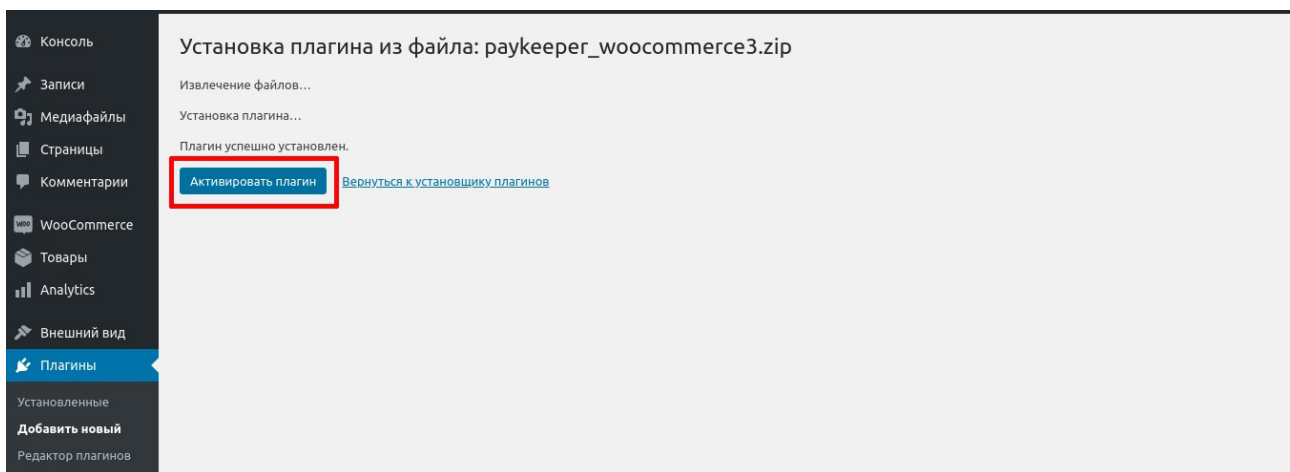 Консоль
Записи
Медиафайлы
Страницы
Комментарии
WooCommerce
Товары
Analytics
Внешний вид
Плагины
Установленные
Добавить новый
Редактор плагинов
Установка плагина из файла: paykeeper_woocommerce3.zip
Извлечение файлов…
Установка плагина…
Плагин успешно установлен.
Активировать плагин Вернуться к установщику плагинов